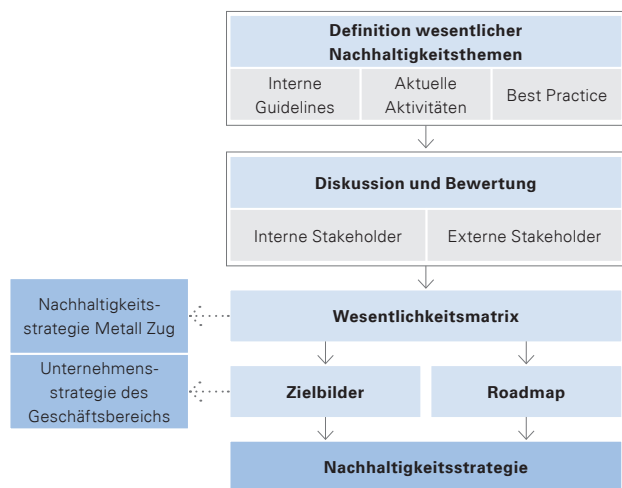 Definition wesentlicher
Nachhaltigkeitsthemen
Interne
Guidelines
Aktuelle
Aktivitäten
Best Practice
Diskussion und Bewertung
Interne Stakeholder
Externe Stakeholder
Nachhaltigkeits-
strategie Metall Zug
Wesentlichkeitsmatrix
Unternehmens-
strategie des
Geschäftsbereichs
Zielbilder
Roadmap
Nachhaltigkeitsstrategie